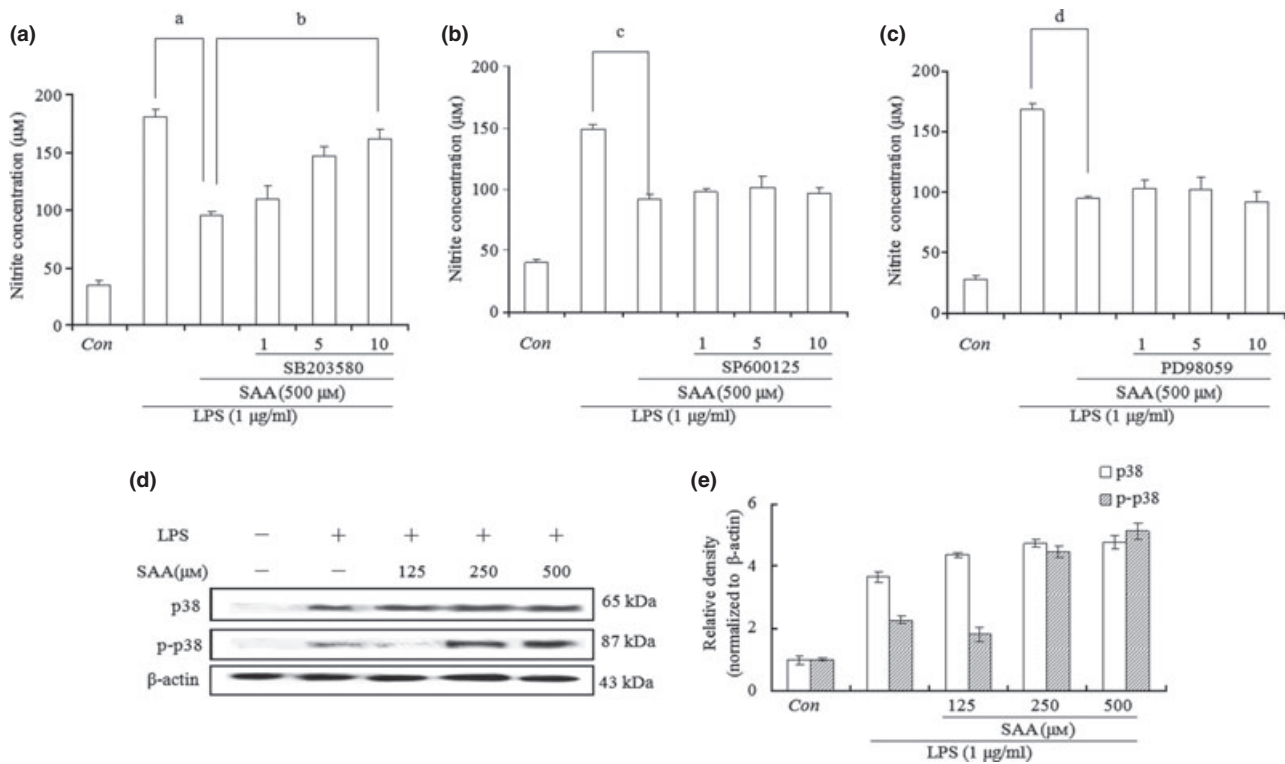 (a)
a
b
Nitrite concentration (μM)
200
150
100
50
0
Con
1 5 10
SB203580
SAA (500 μM)
LPS (1 μg/ml)
(b)
c
Nitrite concentration (μM)
200
150
100
50
0
Con
1 5 10
SP600125
SAA (500 μM)
LPS (1 μg/ml)
(c)
d
Nitrite concentration (μM)
200
150
100
50
0
Con
1 5 10
PD98059
SAA (500 μM)
LPS (1 μg/ml)
(d)
LPS − + + + +
SAA(μM) − − 125 250 500
p38 65 kDa
p-p38 87 kDa
β-actin 43 kDa
(e)
p38
p-p38
Relative density
(normalized to β-actin)
6
4
2
0
Con 125 250 500
SAA(μM)
LPS (1 μg/ml)